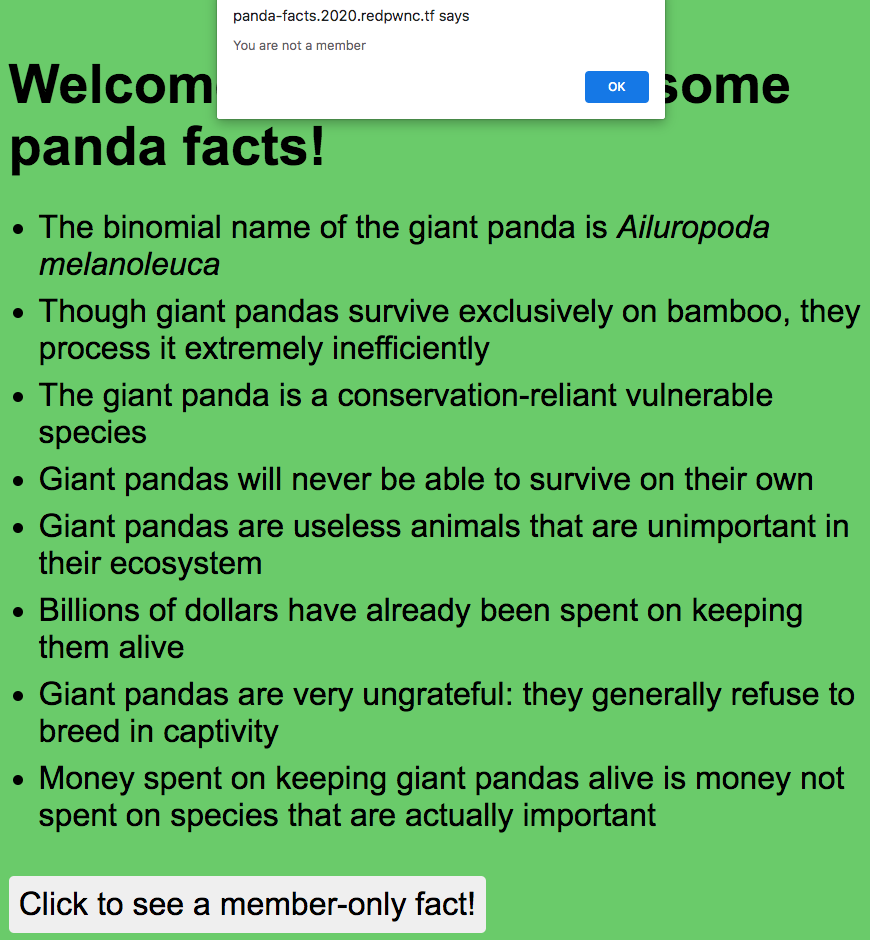 panda-facts.2020.redpwnc.tf says
You are not a member
OK
Welcom some
panda facts!
• The binomial name of the giant panda is Ailuropoda
melanoleuca
• Though giant pandas survive exclusively on bamboo, they
process it extremely inefficiently
• The giant panda is a conservation-reliant vulnerable
species
• Giant pandas will never be able to survive on their own
• Giant pandas are useless animals that are unimportant in
their ecosystem
• Billions of dollars have already been spent on keeping
them alive
• Giant pandas are very ungrateful: they generally refuse to
breed in captivity
• Money spent on keeping giant pandas alive is money not
spent on species that are actually important
Click to see a member-only fact!